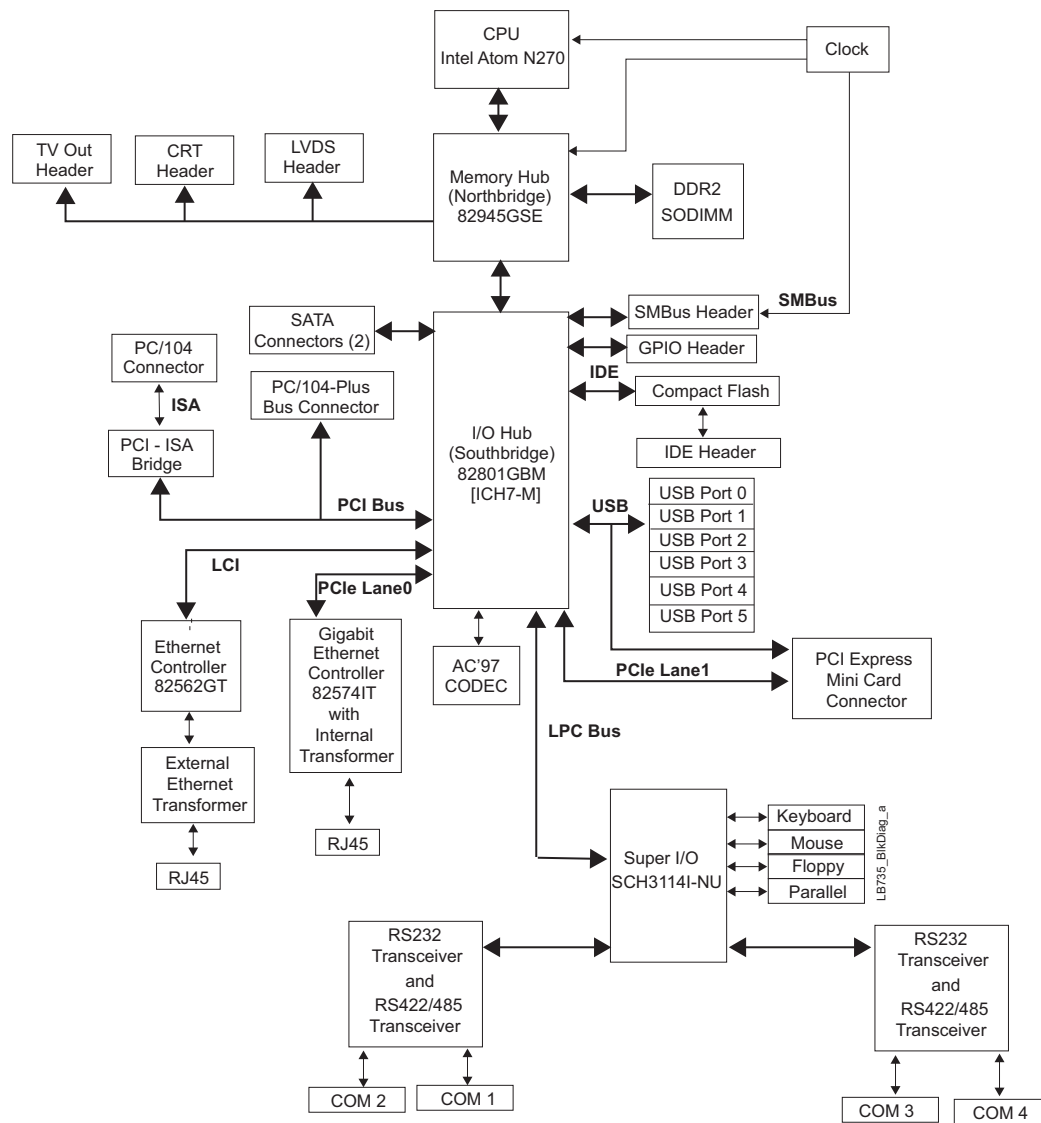 CPU
Intel Atom N270
Clock
TV Out
Header
CRT
Header
LVDS
Header
Memory Hub
(Northbridge)
82945GSE
DDR2
SODIMM
SMBus
SATA
Connectors (2)
SMBus Header
GPIO Header
PC/104
Connector
ISA
PC/104-Plus
Bus Connector
IDE
Compact Flash
IDE Header
PCI - ISA
Bridge
I/O Hub
(Southbridge)
82801GBM
[ICH7-M]
PCI Bus
USB
USB Port 0
USB Port 1
USB Port 2
USB Port 3
USB Port 4
USB Port 5
LCI
PCIe Lane0
Ethernet
Controller
82562GT
Gigabit
Ethernet
Controller
82574IT
with
Internal
Transformer
AC'97
CODEC
PCIe Lane1
PCI Express
Mini Card
Connector
LPC Bus
External
Ethernet
Transformer
RJ45
RJ45
Super I/O
SCH3114I-NU
Keyboard
Mouse
Floppy
Parallel
LB735_BlkDiag_a
RS232
Transceiver
and
RS422/485
Transceiver
RS232
Transceiver
and
RS422/485
Transceiver
COM 2
COM 1
COM 3
COM 4